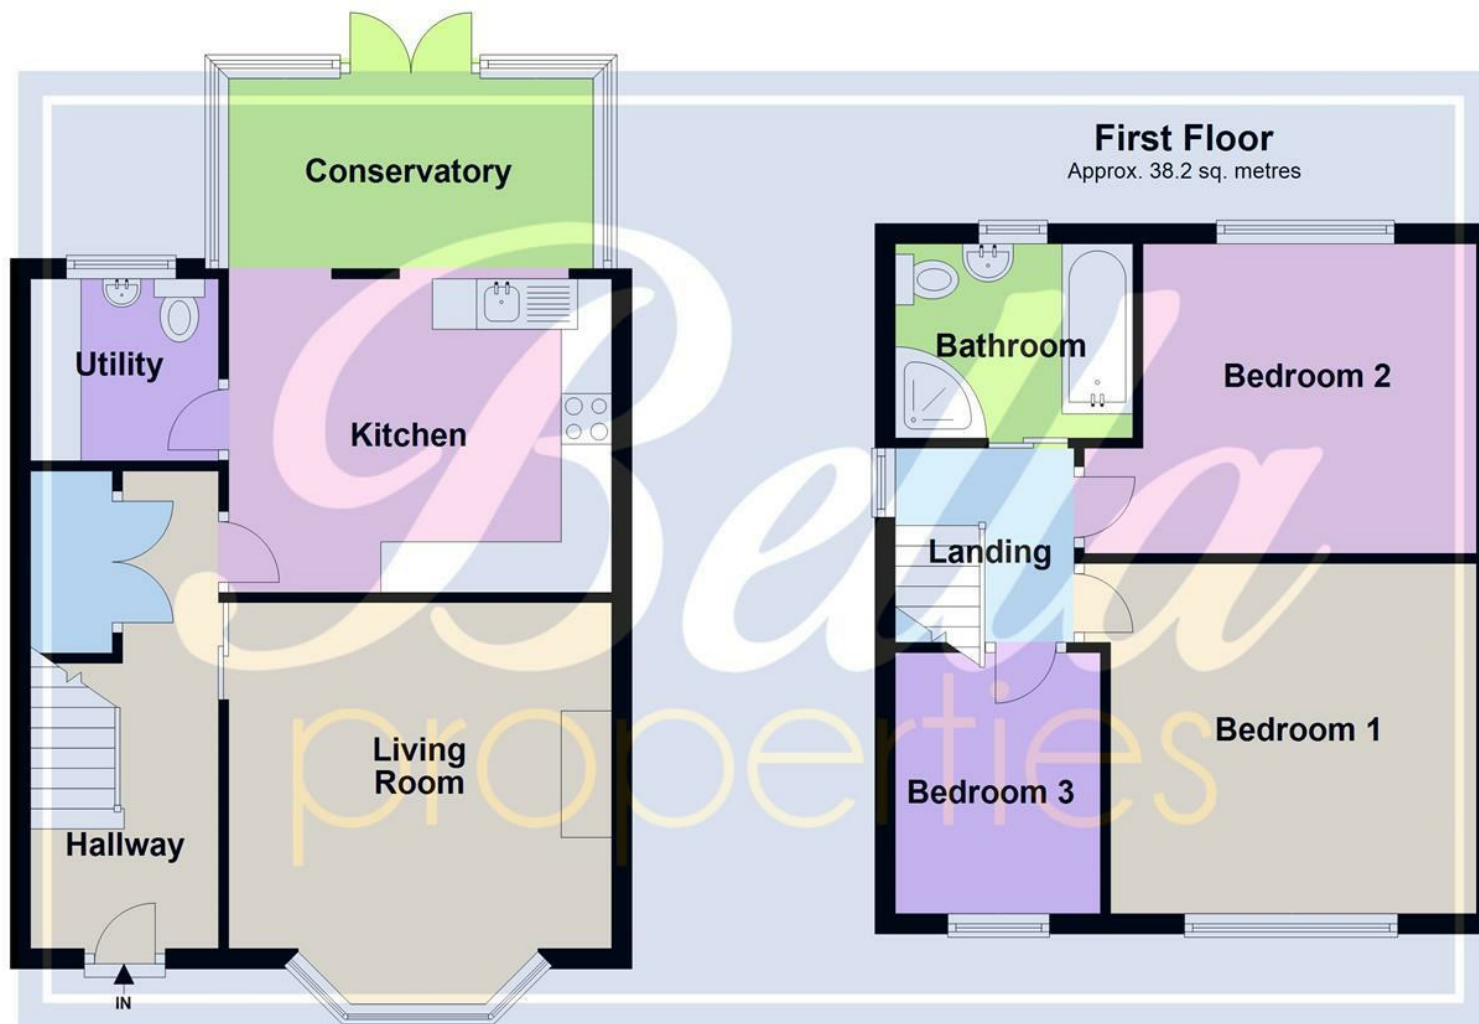 Conservatory
First Floor
Approx. 38.2 sq. metres
Utility
Kitchen
Bathroom
Bedroom 2
Landing
Living
Room
Bedroom 1
Bedroom 3
Hallway
IN
Bella
properties